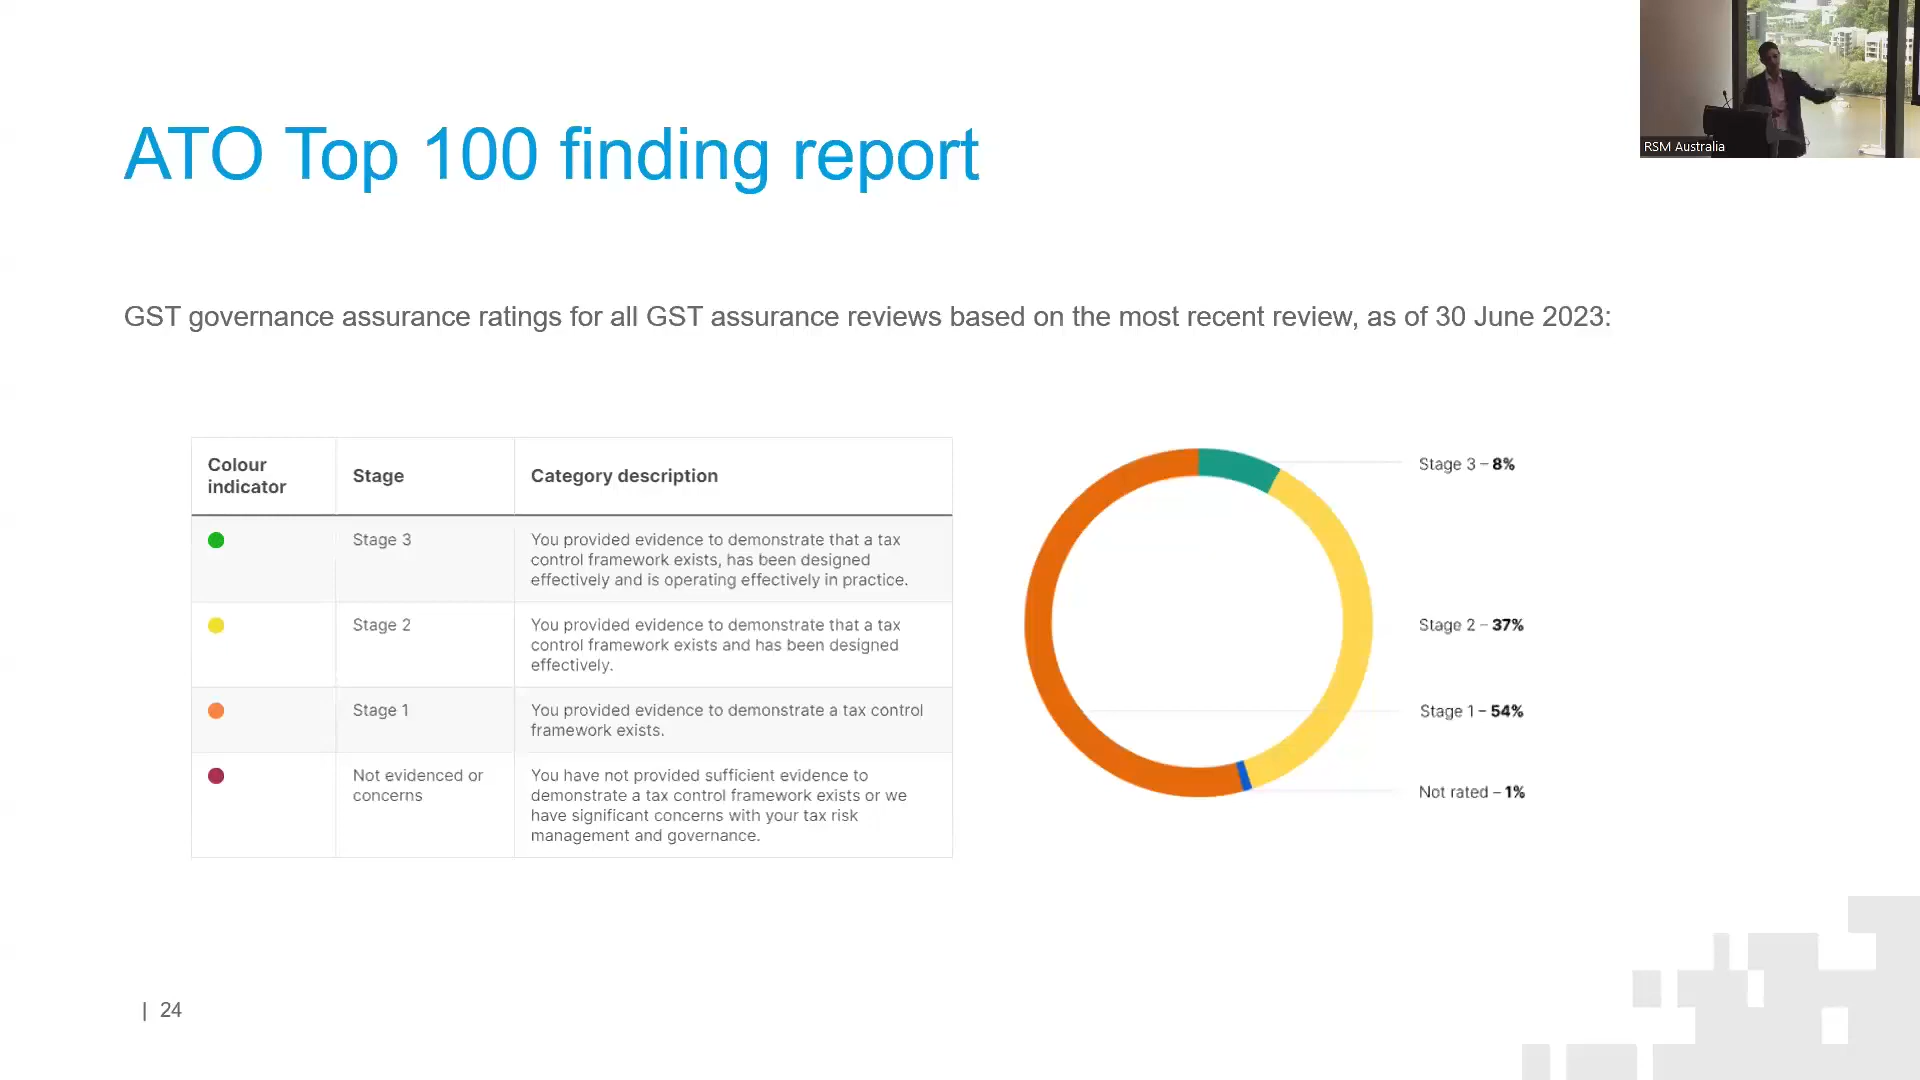 RSM Australia
ATO Top 100 finding report
GST governance assurance ratings for all GST assurance reviews based on the most recent review, as of 30 June 2023:
Colour
indicator
Stage
Category description
Stage 3
You provided evidence to demonstrate that a tax
control framework exists, has been designed
effectively and is operating effectively in practice.
Stage 2
You provided evidence to demonstrate that a tax
control framework exists and has been designed
effectively.
Stage 1
You provided evidence to demonstrate a tax control
framework exists.
Not evidenced or
concerns
You have not provided sufficient evidence to
demonstrate a tax control framework exists or we
have significant concerns with your tax risk
management and governance.
Stage 3 – 8%
Stage 2 – 37%
Stage 1 – 54%
Not rated – 1%
| 24